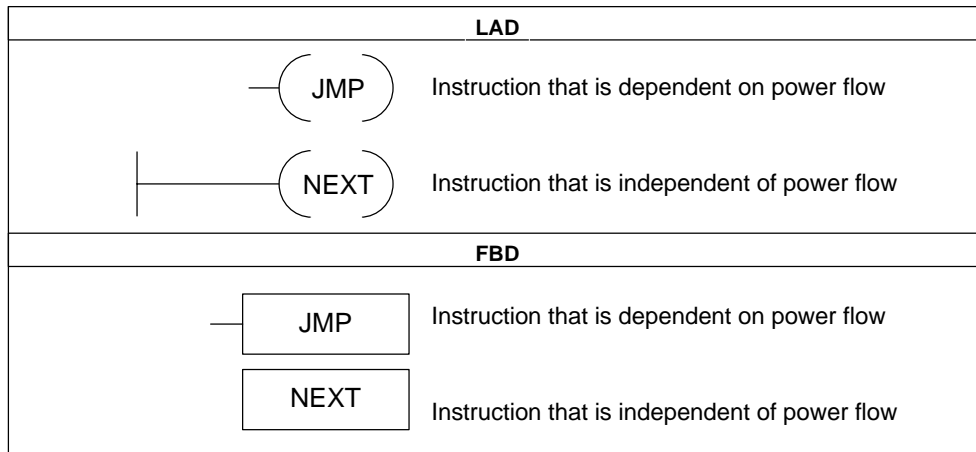 LAD
JMP Instruction that is dependent on power flow
NEXT Instruction that is independent of power flow
FBD
JMP Instruction that is dependent on power flow
NEXT
Instruction that is independent of power flow